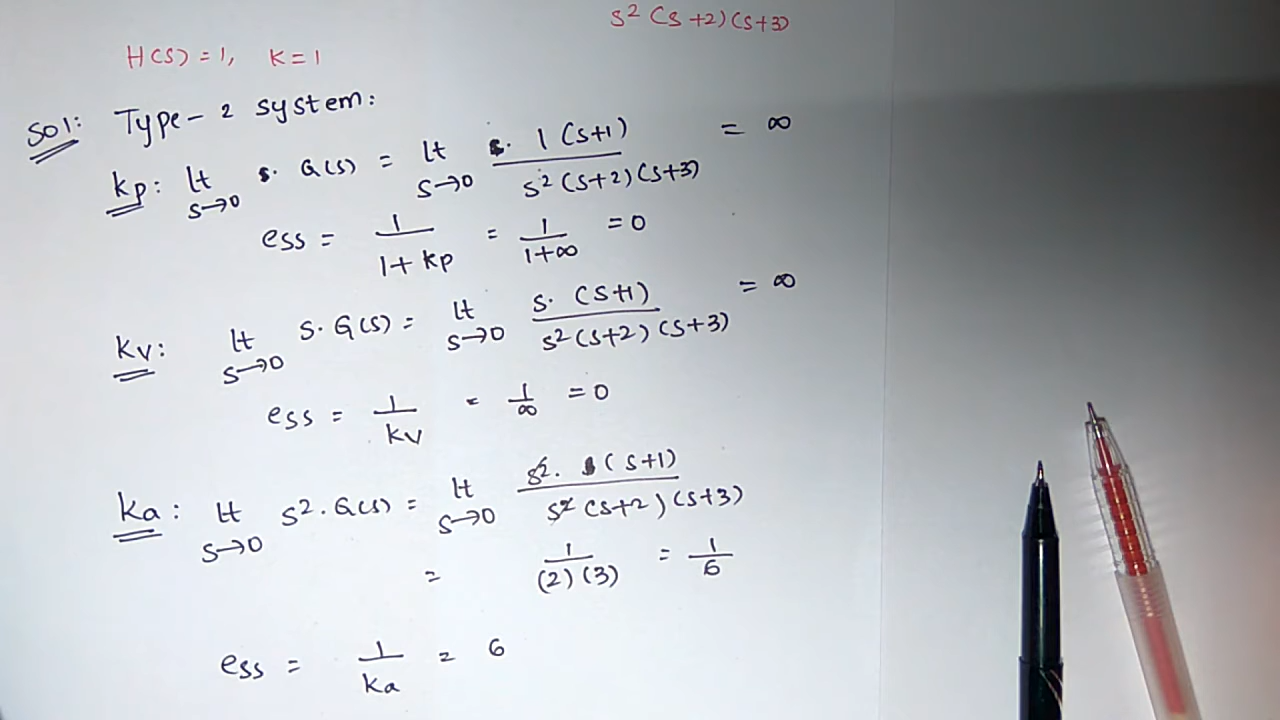 s² (s+2)(s+3)
H(s) = 1, K = 1
Sol: Type - 2 system:
kp: lt s→0 s. G(s) = lt s→0 s. 1 (s+1) / s² (s+2)(s+3) = ∞
ess = 1 / 1 + kp = 1 / 1+∞ = 0
kv: lt s→0 s. G(s) = lt s→0 s. (s+1) / s² (s+2) (s+3) = ∞
ess = 1 / kv = 1 / ∞ = 0
ka: lt s→0 s². G(s) = lt s→0 s². (s+1) / s² (s+2) (s+3)
= 1 / (2) (3) = 1 / 6
ess = 1 / ka = 6